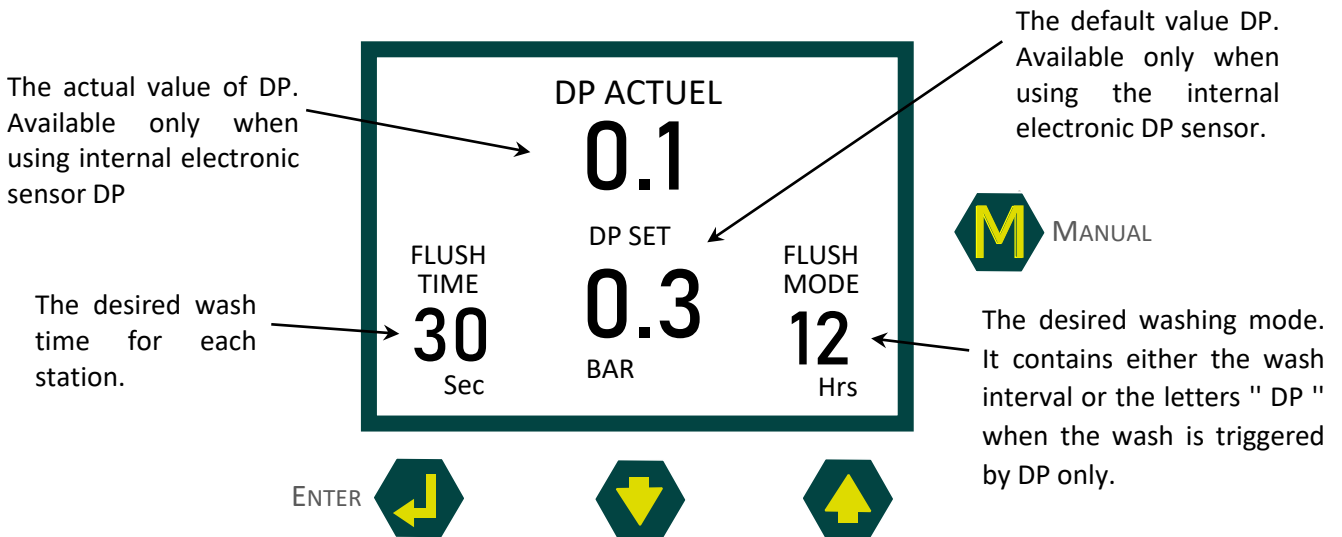 The default value DP.
Available only when
using the internal
electronic DP sensor.
The actual value of DP.
Available only when
using internal electronic
sensor DP
DP ACTUEL
0.1
DP SET
0.3
BAR
FLUSH
TIME
30
Sec
FLUSH
MODE
12
Hrs
M MANUAL
The desired wash
time for each
station.
The desired washing mode.
It contains either the wash
interval or the letters " DP "
when the wash is triggered
by DP only.
ENTER